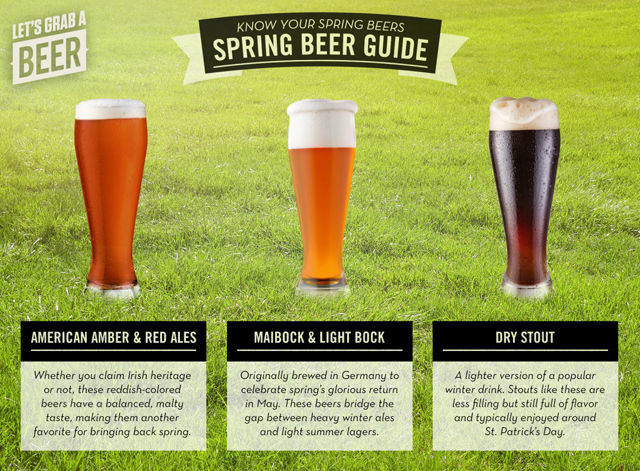 LET'S GRAB A
BEER
KNOW YOUR SPRING BEERS
SPRING BEER GUIDE
AMERICAN AMBER & RED ALES
Whether you claim Irish heritage
or not, these reddish-colored
beers have a balanced, malty
taste, making them another
favorite for bringing back spring.
MAIBOCK & LIGHT BOCK
Originally brewed in Germany to
celebrate spring's glorious return
in May. These beers bridge the
gap between heavy winter ales
and light summer lagers.
DRY STOUT
A lighter version of a popular
winter drink. Stouts like these are
less filling but still full of flavor
and typically enjoyed around
St. Patrick's Day.